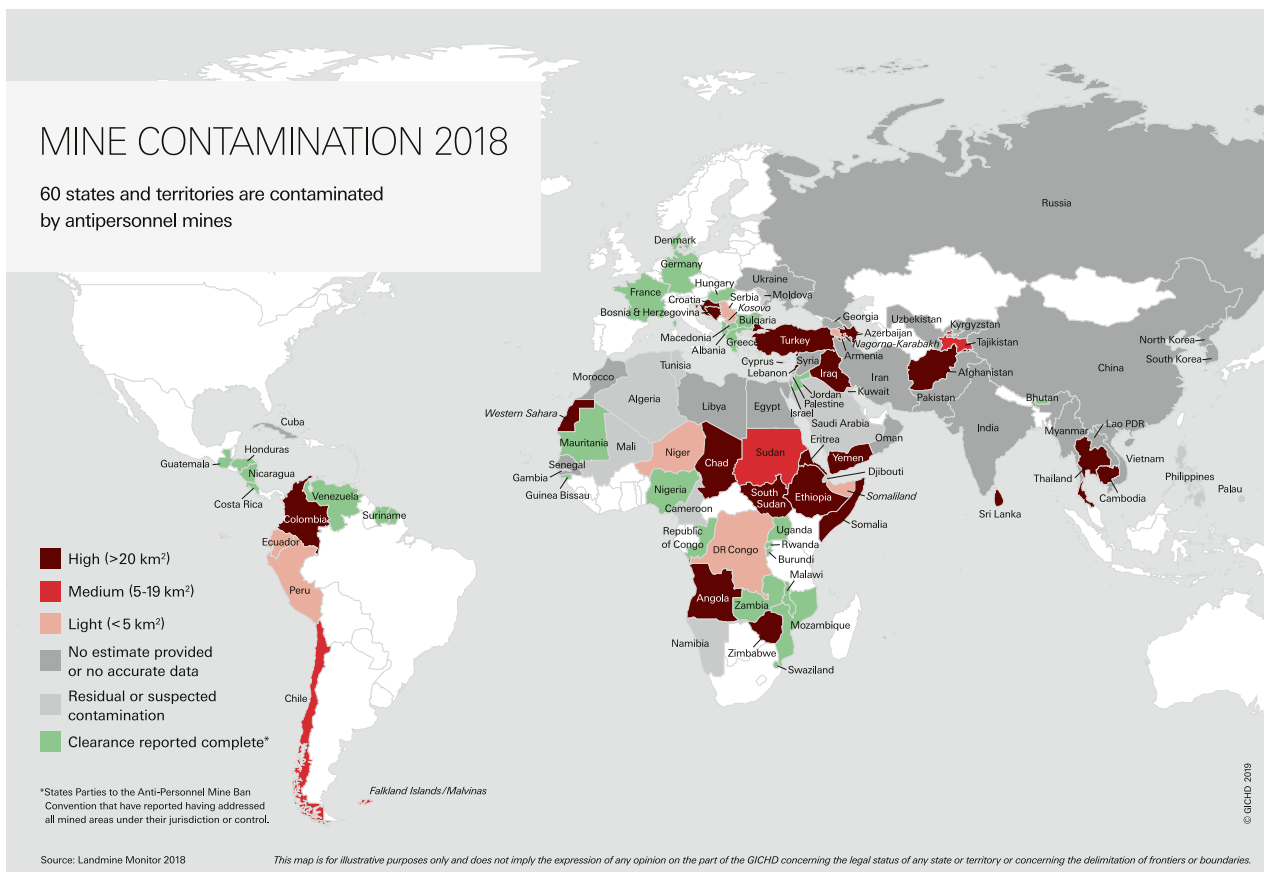 MINE CONTAMINATION 2018
60 states and territories are contaminated
by antipersonnel mines
Russia
Denmark
Germany
Hungary
Ukraine
France
Croatia
Serbia
Moldova
Kosovo
Bosnia & Herzegovina
Bulgaria
Georgia
Uzbekistan
Kyrgyzstan
Macedonia
Albania
Greece
Turkey
Azerbaijan
Nagorno-Karabakh
Armenia
Tajikistan
North Korea
South Korea
China
Tunisia
Cyprus
Lebanon
Syria
Iraq
Iran
Afghanistan
Morocco
Algeria
Libya
Egypt
Israel
Jordan
Palestine
Kuwait
Pakistan
Bhutan
Western Sahara
Saudi Arabia
India
Myanmar
Lao PDR
Cuba
Mauritania
Mali
Niger
Chad
Sudan
Eritrea
Yemen
Oman
Vietnam
Philippines
Palau
Guatemala
Honduras
Nicaragua
Costa Rica
Senegal
Gambia
Guinea Bissau
Djibouti
Thailand
Cambodia
Venezuela
Colombia
Suriname
Nigeria
Cameroon
South
Sudan
Ethiopia
Somaliland
Somalia
Sri Lanka
Ecuador
Peru
Republic
of Congo
DR Congo
Uganda
Rwanda
Burundi
Malawi
Angola
Zambia
Mozambique
Namibia
Zimbabwe
Swaziland
Chile
Falkland Islands/Malvinas
High (>20 km²)
Medium (5-19 km²)
Light (<5 km²)
No estimate provided
or no accurate data
Residual or suspected
contamination
Clearance reported complete*
*States Parties to the Anti-Personnel Mine Ban
Convention that have reported having addressed
all mined areas under their jurisdiction or control.
© GICHD 2019
Source: Landmine Monitor 2018
This map is for illustrative purposes only and does not imply the expression of any opinion on the part of the GICHD concerning the legal status of any state or territory or concerning the delimitation of frontiers or boundaries.